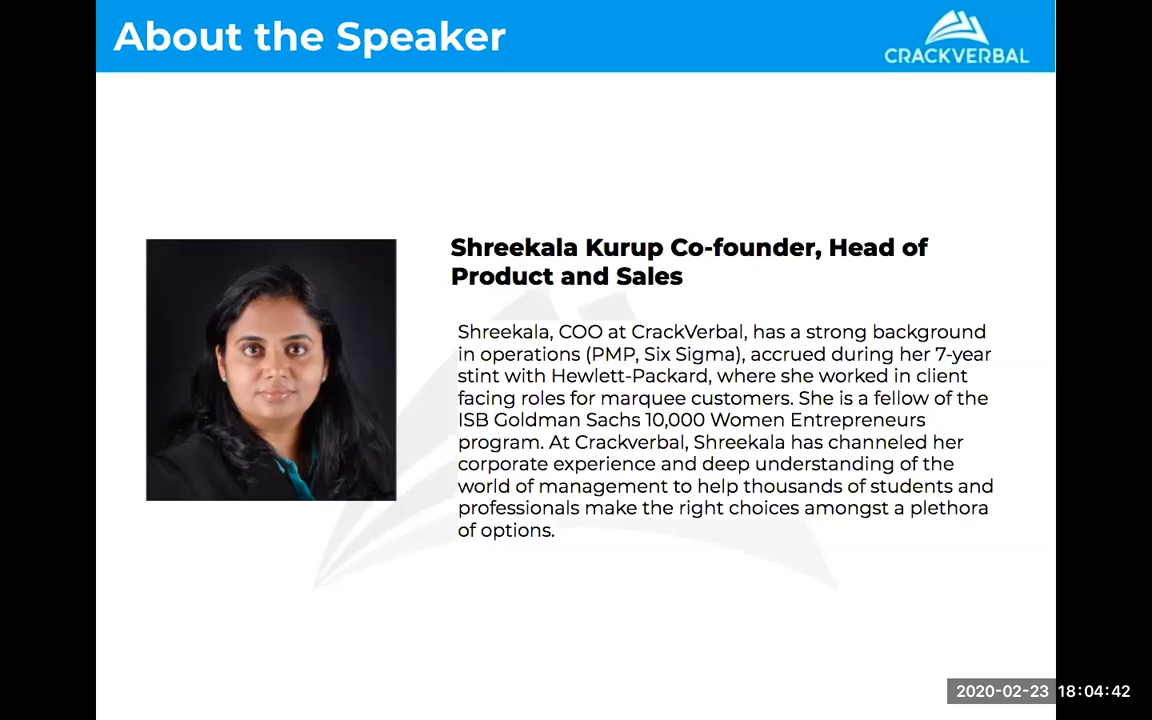 About the Speaker
CRACKVERBAL
Shreekala Kurup Co-founder, Head of
Product and Sales
Shreekala, COO at CrackVerbal, has a strong background
in operations (PMP, Six Sigma), accrued during her 7-year
stint with Hewlett-Packard, where she worked in client
facing roles for marquee customers. She is a fellow of the
ISB Goldman Sachs 10,000 Women Entrepreneurs
program. At Crackverbal, Shreekala has channeled her
corporate experience and deep understanding of the
world of management to help thousands of students and
professionals make the right choices amongst a plethora
of options.
2020-02-23 18:04:42